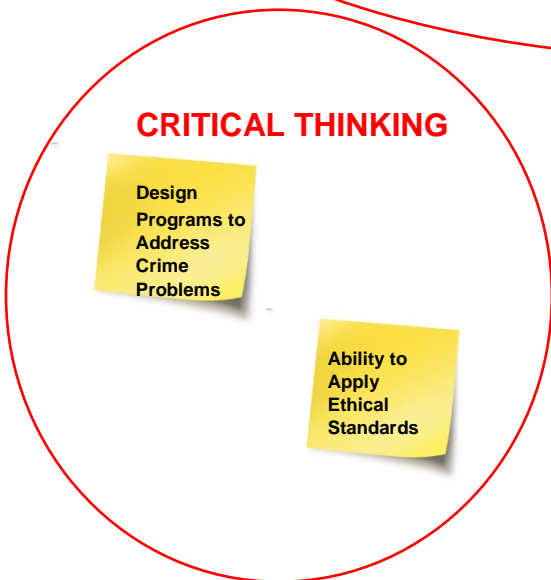 CRITICAL THINKING
Design
Programs to
Address
Crime
Problems
Ability to
Apply
Ethical
Standards